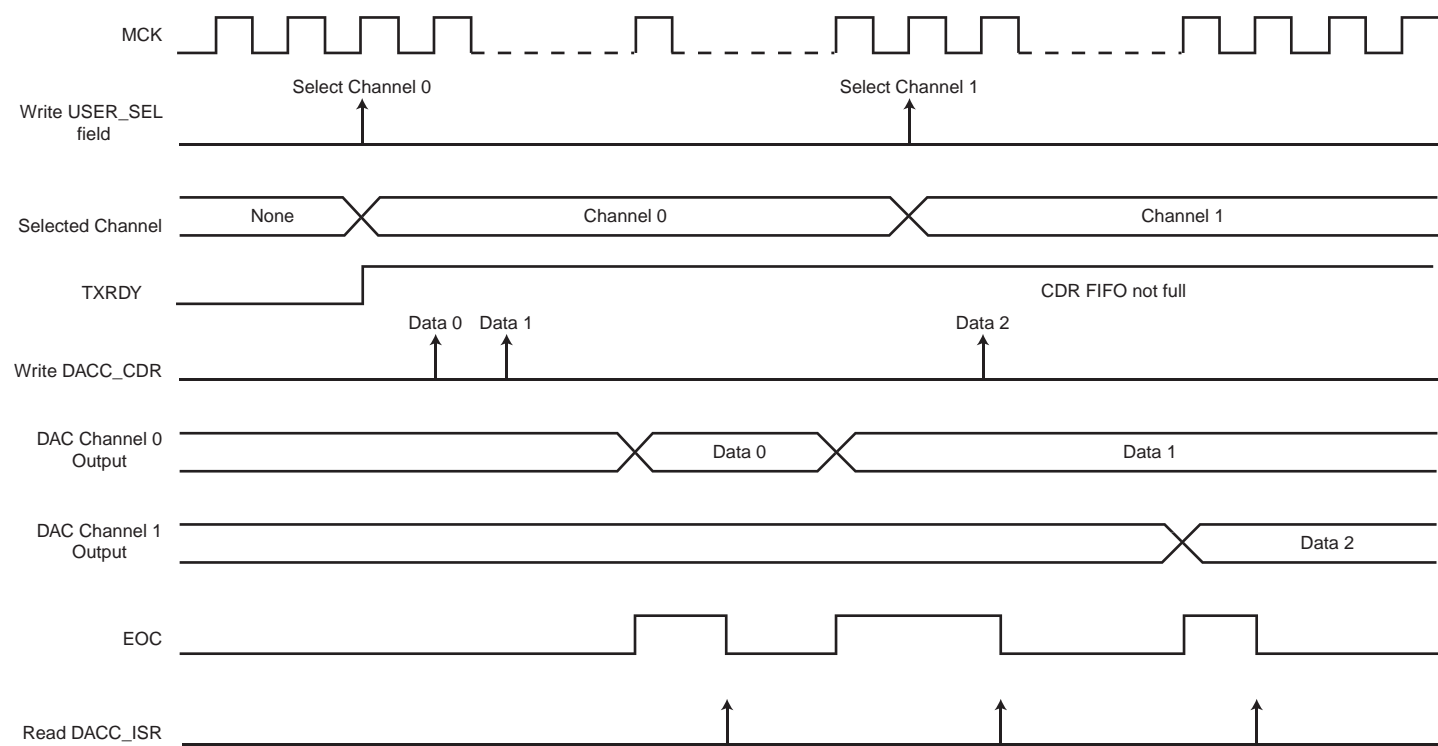 MCK
Select Channel 0
Select Channel 1
Write USER_SEL
field
Selected Channel
None
Channel 0
Channel 1
TXRDY
CDR FIFO not full
Data 0
Data 1
Data 2
Write DACC_CDR
DAC Channel 0
Output
Data 0
Data 1
DAC Channel 1
Output
Data 2
EOC
Read DACC_ISR